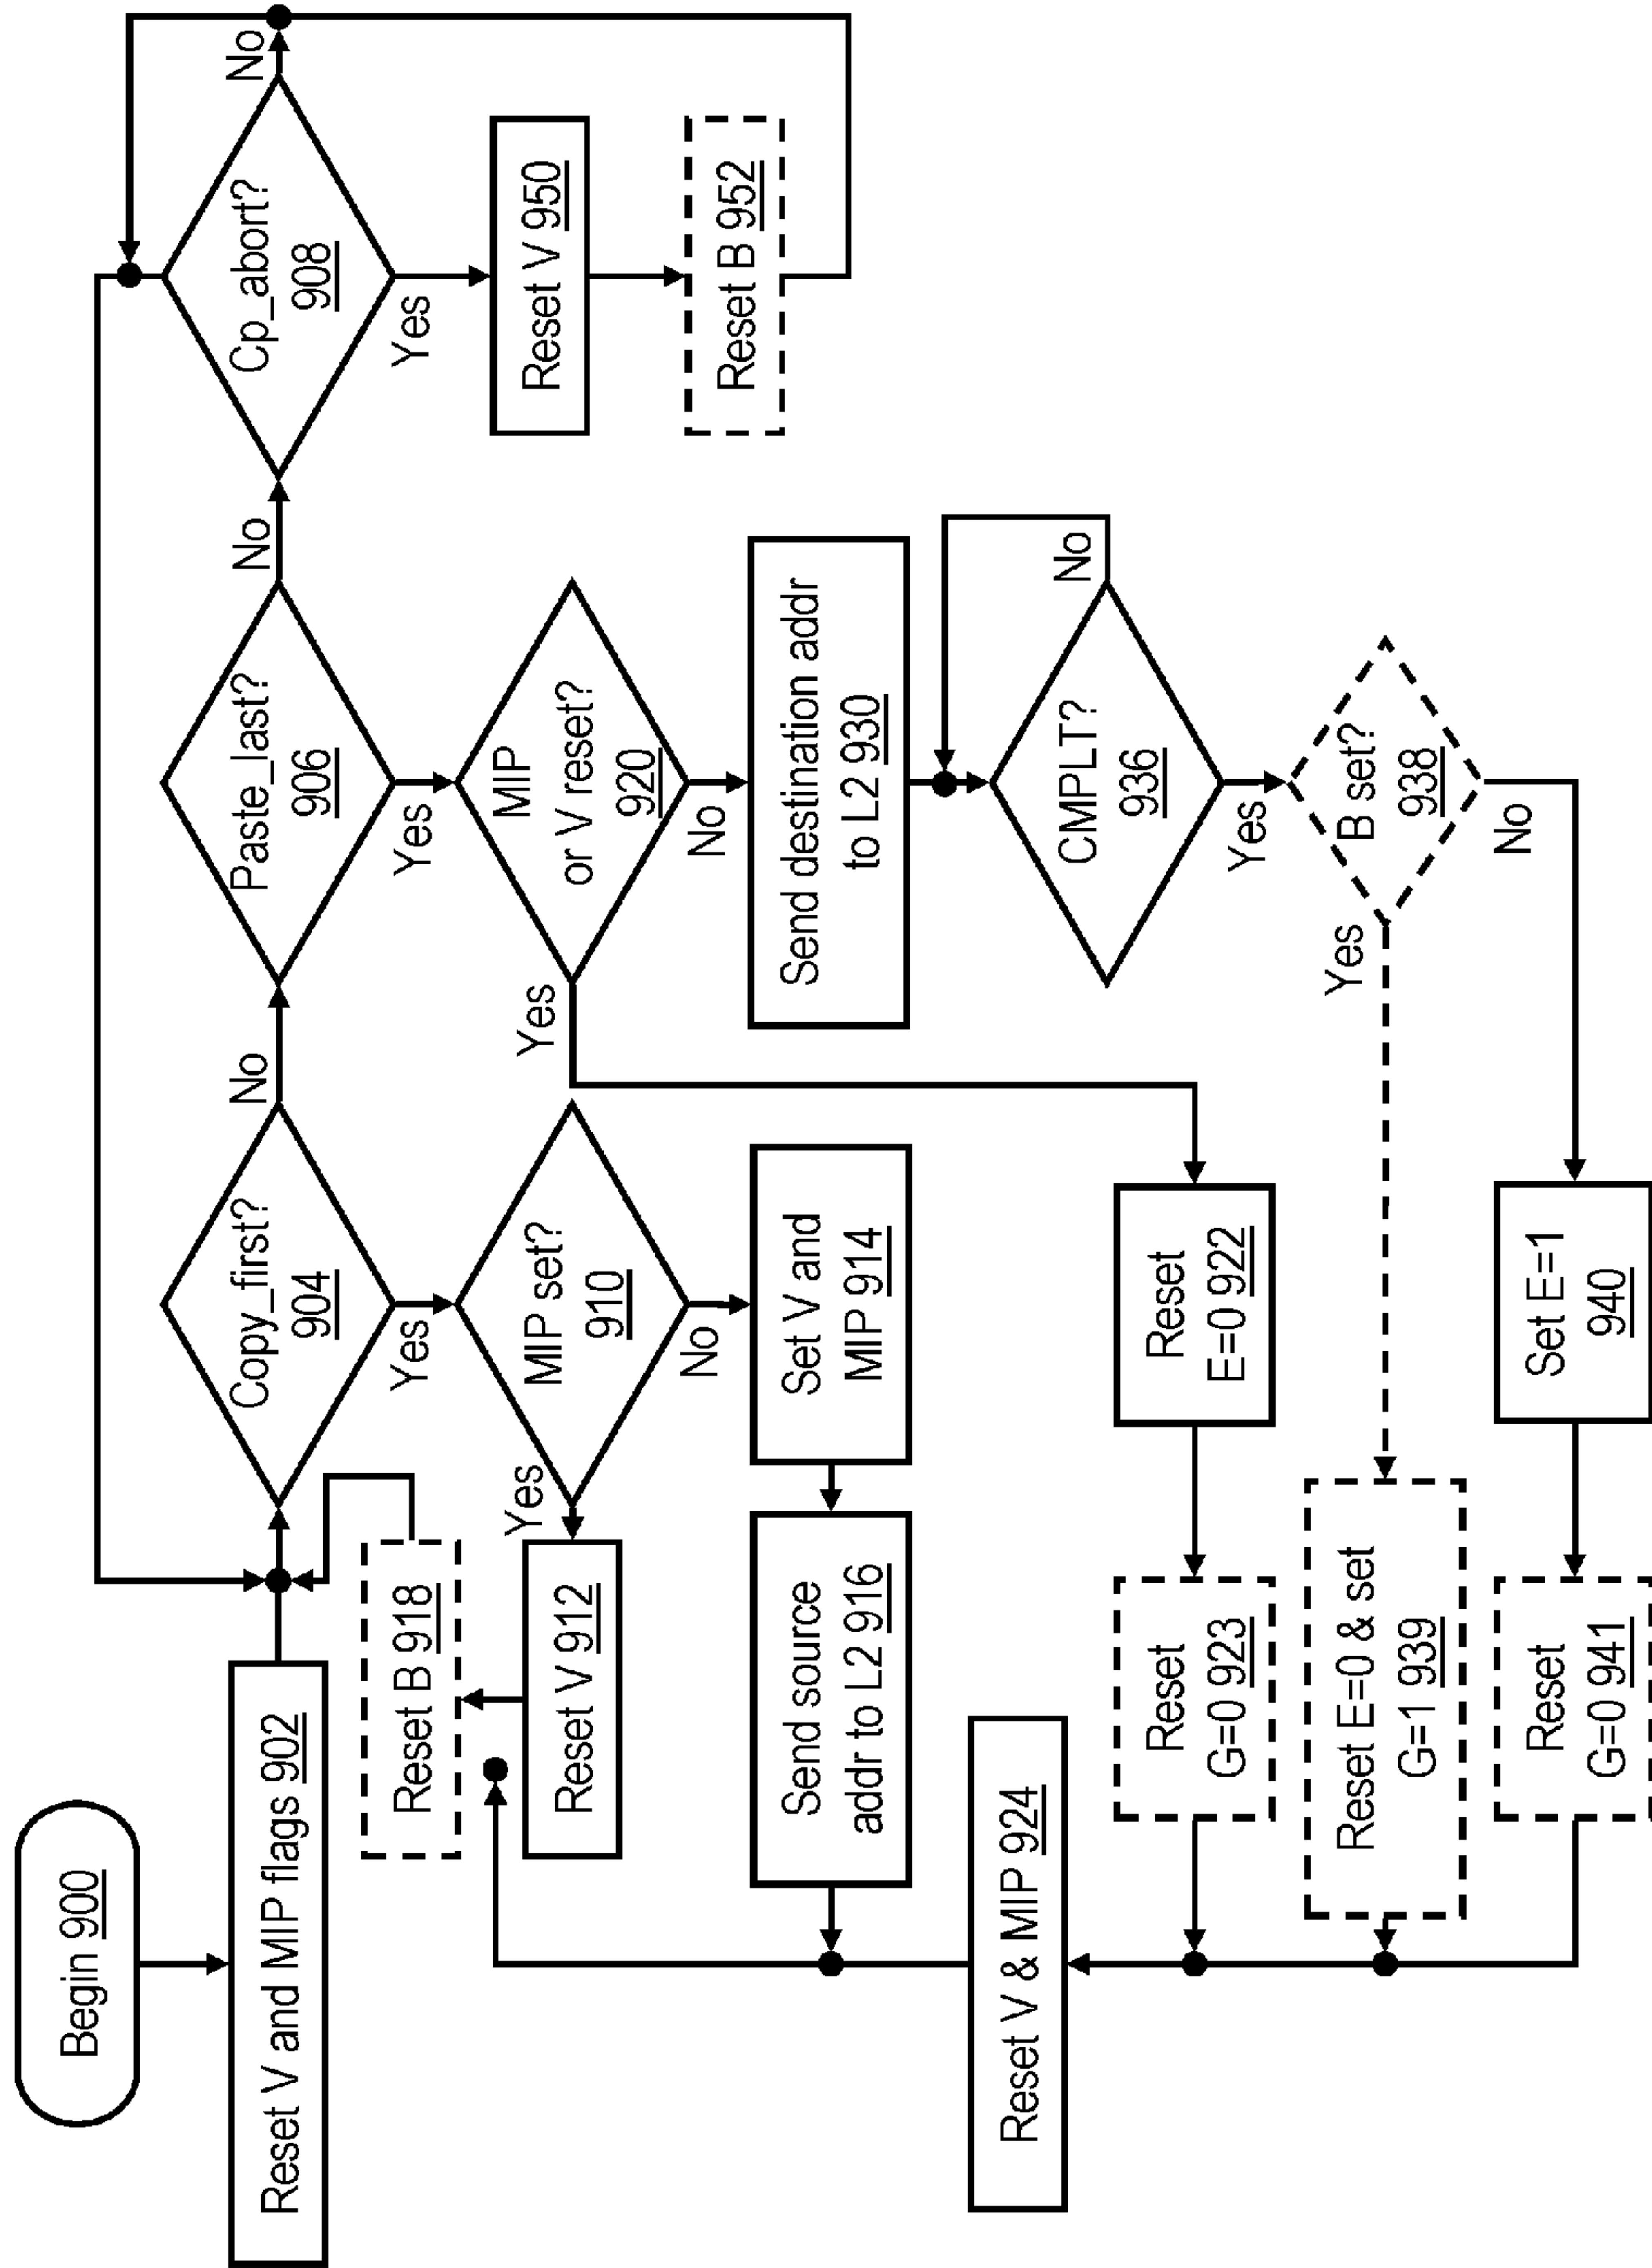 Begin 900
Reset V and MIP flags 902
Copy_first?
904
No
Yes
Paste_last?
906
No
Yes
Cp_abort?
908
No
Yes
Reset V 950
Reset B 952
MIP set?
910
Yes
No
Reset V 912
Reset B 918
Set V and
MIP 914
Send source
addr to L2 916
MIP
or V reset?
920
Yes
No
Send destination addr
to L2 930
CMPLT?
936
No
Yes
B set?
938
Yes
No
Reset
E=0 922
Reset
G=0 923
Reset E=0 & set
G=1 939
Set E=1
940
Reset
G=0 941
Reset V & MIP 924